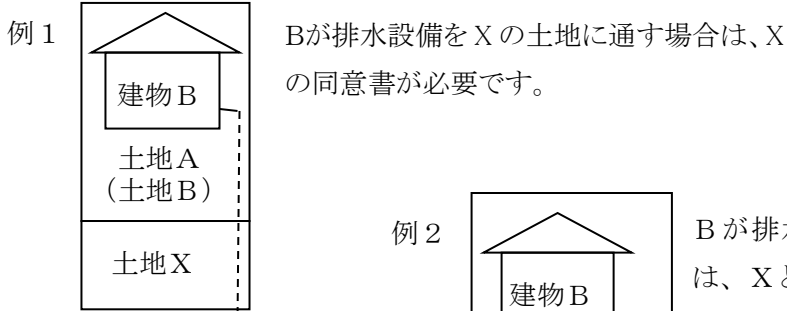 例１
Bが排水設備をＸの土地に通す場合は、X
の同意書が必要です。
建物Ｂ
土地Ａ
（土地Ｂ）
土地Ｘ
例２
Ｂが排
は、Ｘと
建物Ｂ